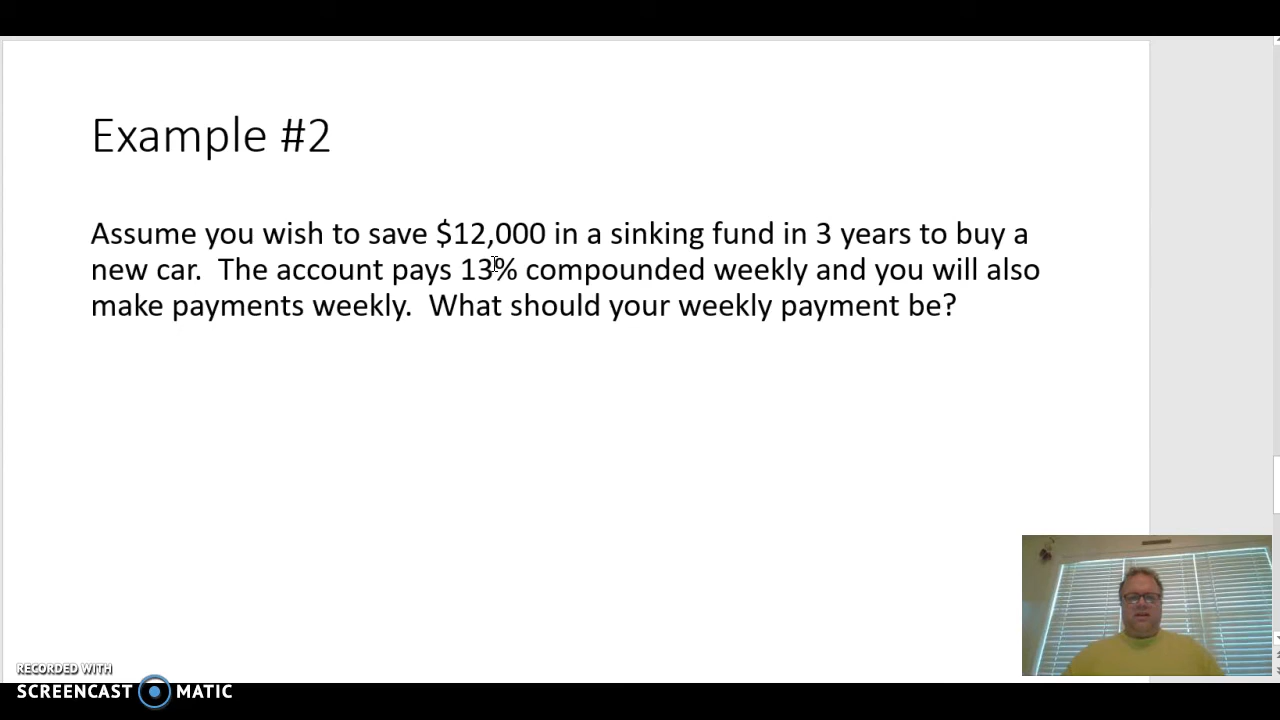 Example #2
Assume you wish to save $12,000 in a sinking fund in 3 years to buy a
new car.  The account pays 13% compounded weekly and you will also
make payments weekly.  What should your weekly payment be?
RECORDED WITH
SCREENCAST MATIC